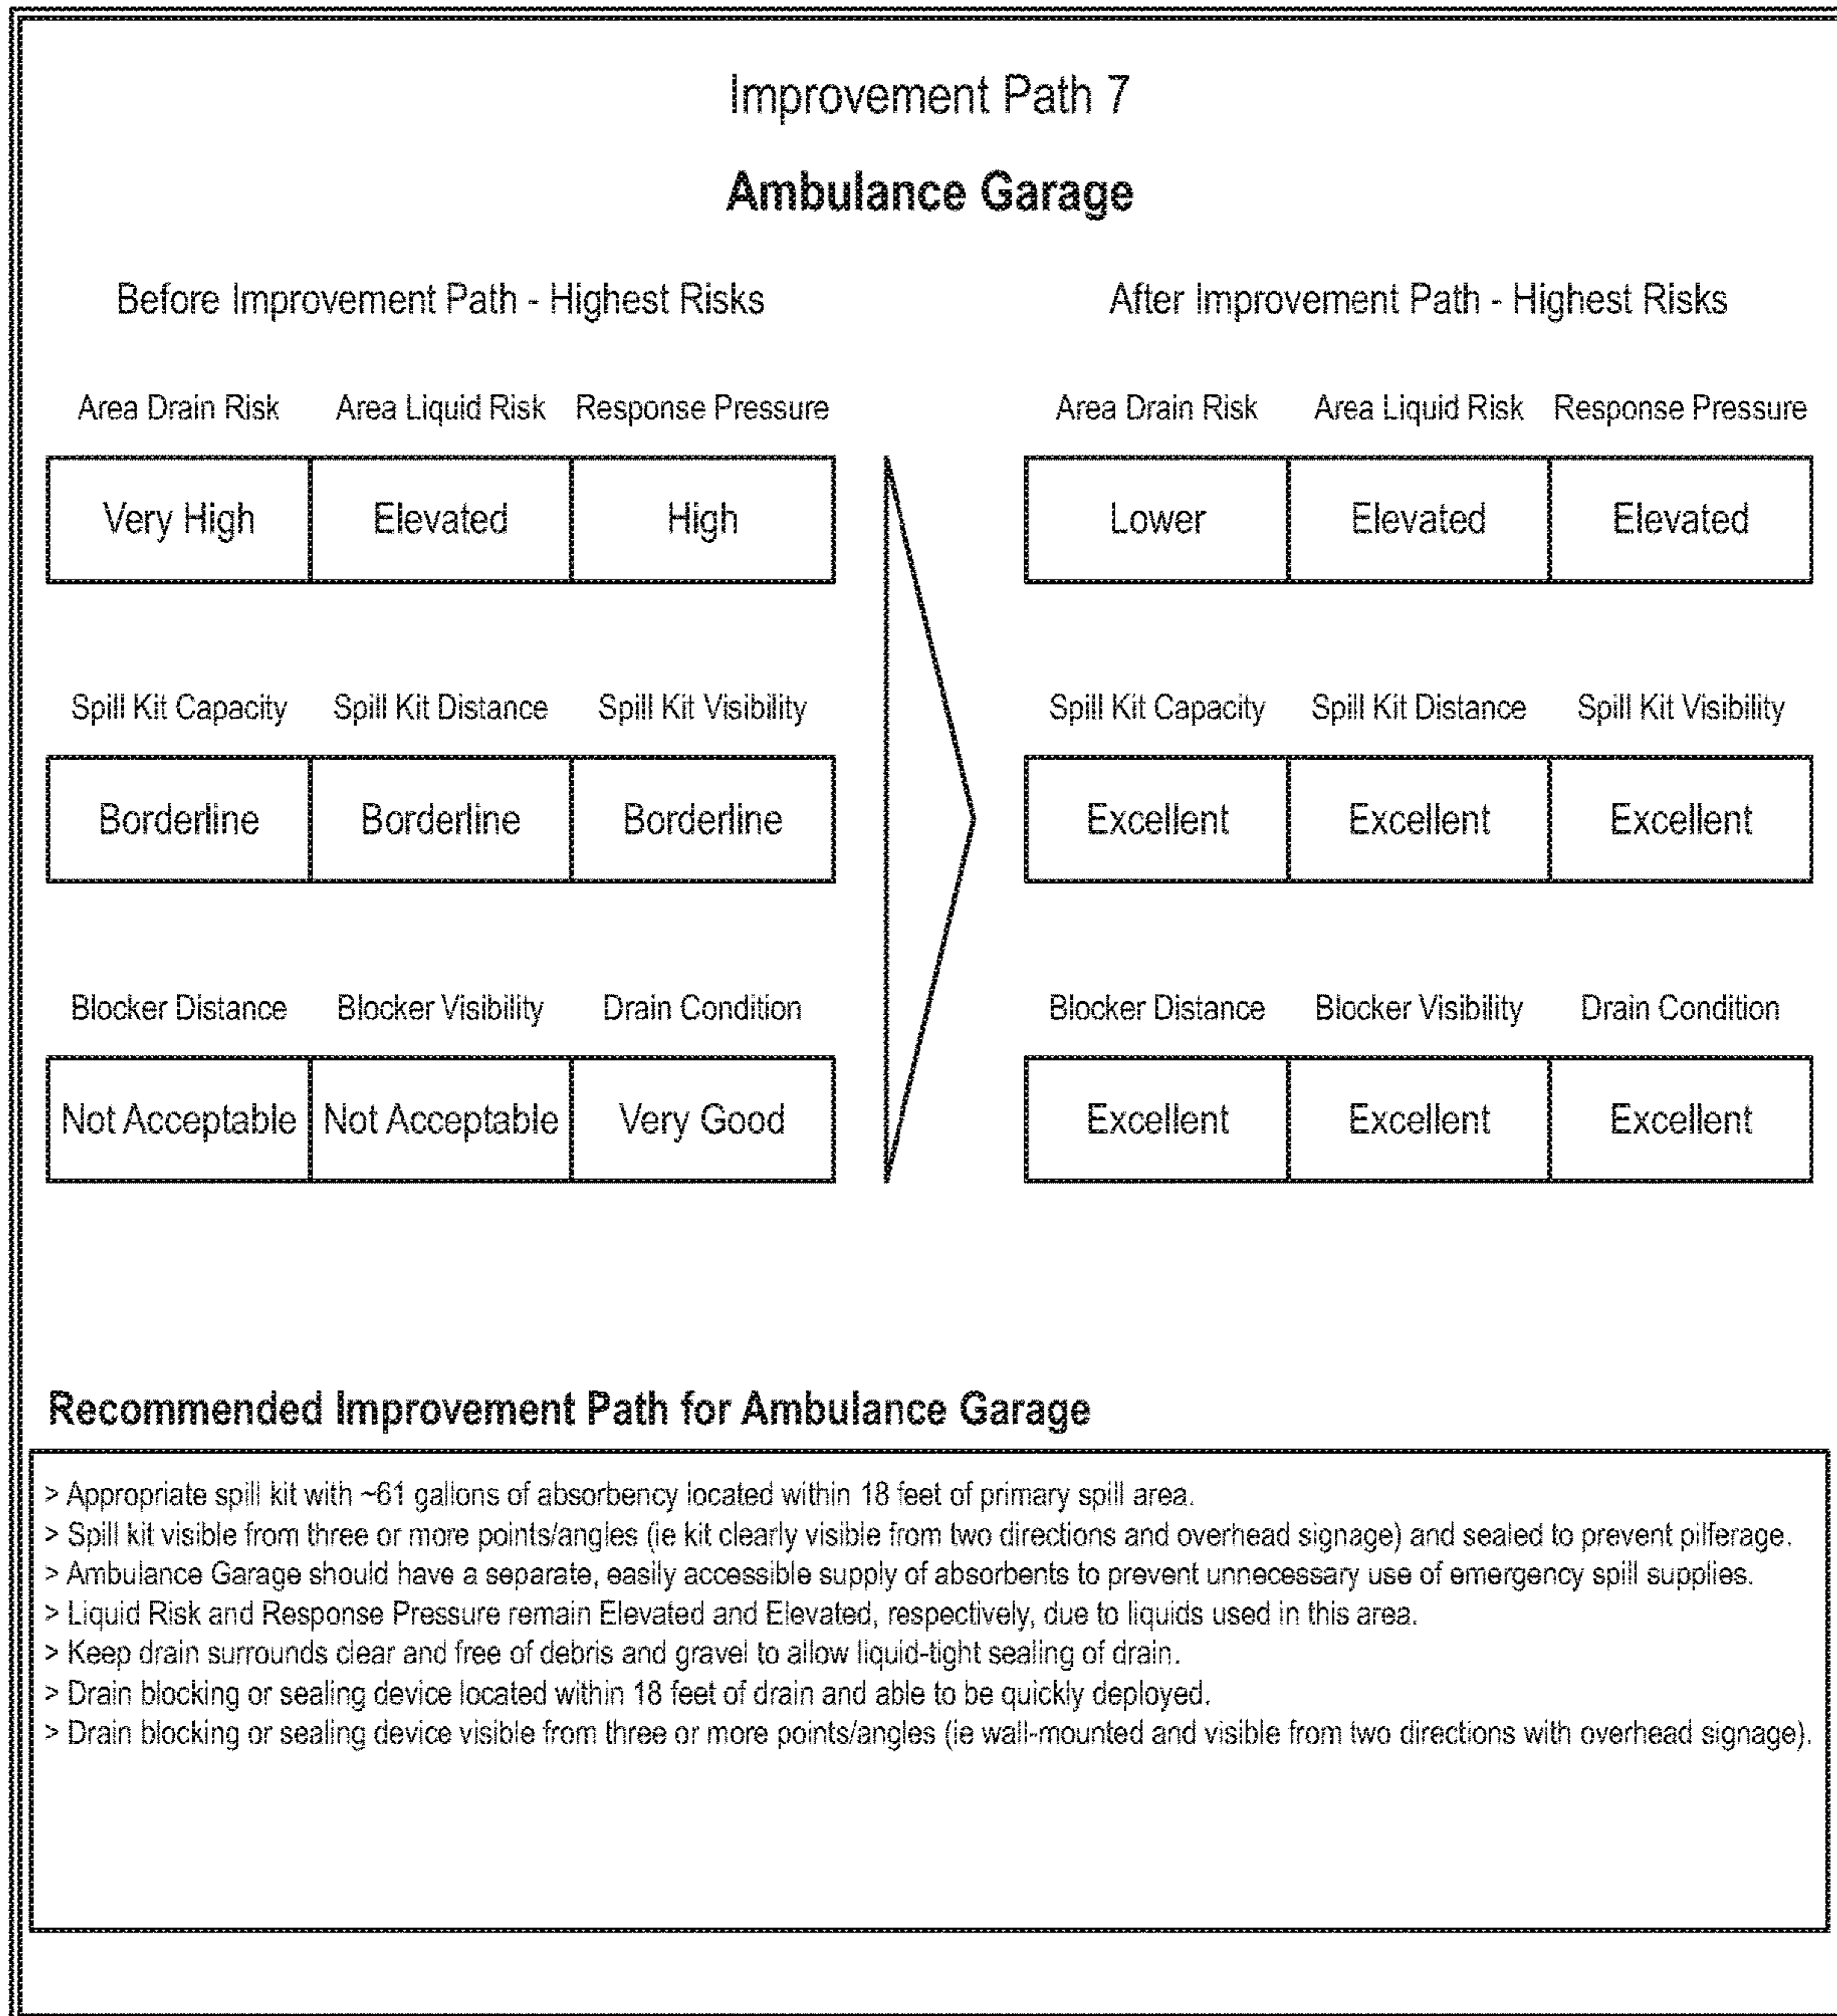 Improvement Path 7
Ambulance Garage
Before Improvement Path - Highest Risks
After Improvement Path - Highest Risks
Area Drain Risk Area Liquid Risk Response Pressure
Area Drain Risk Area Liquid Risk Response Pressure
Very High Elevated High
Lower Elevated Elevated
Spill Kit Capacity Spill Kit Distance Spill Kit Visibility
Spill Kit Capacity Spill Kit Distance Spill Kit Visibility
Borderline Borderline Borderline
Excellent Excellent Excellent
Blocker Distance Blocker Visibility Drain Condition
Blocker Distance Blocker Visibility Drain Condition
Not Acceptable Not Acceptable Very Good
Excellent Excellent Excellent
Recommended Improvement Path for Ambulance Garage
> Appropriate spill kit with ~61 gallons of absorbency located within 18 feet of primary spill area.
> Spill kit visible from three or more points/angles (ie kit clearly visible from two directions and overhead signage) and sealed to prevent pilferage.
> Ambulance Garage should have a separate, easily accessible supply of absorbents to prevent unnecessary use of emergency spill supplies.
> Liquid Risk and Response Pressure remain Elevated and Elevated, respectively, due to liquids used in this area.
> Keep drain surrounds clear and free of debris and gravel to allow liquid-tight sealing of drain.
> Drain blocking or sealing device located within 18 feet of drain and able to be quickly deployed.
> Drain blocking or sealing device visible from three or more points/angles (ie wall-mounted and visible from two directions with overhead signage).